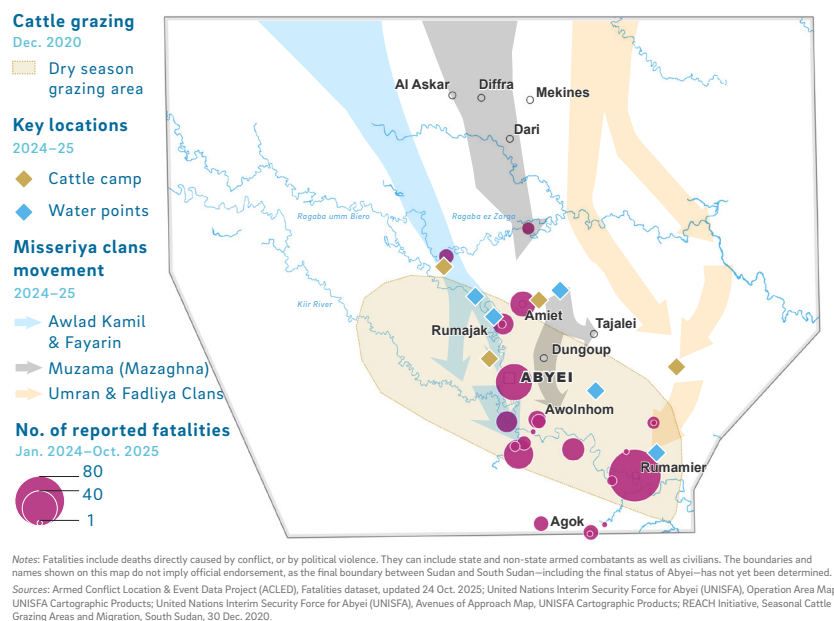 Cattle grazing
Dec. 2020
Dry season
grazing area
Key locations
2024–25
Cattle camp
Water points
Misseriya clans
movement
2024–25
Awlad Kamil
& Fayarin
Muzama (Mazaghna)
Umran & Fadliya Clans
No. of reported fatalities
Jan. 2024–Oct. 2025
80
40
1
Al Askar
Diffra
Mekines
Dari
Ragaba umm Biero
Ragaba ez Zarga
Kiir River
Amiet
Rumajak
Tajalei
Dungoup
ABYEI
Awolnhom
Rumamier
Agok
Notes: Fatalities include deaths directly caused by conflict, or by political violence. They can include state and non-state armed combatants as well as civilians. The boundaries and
names shown on this map do not imply official endorsement, as the final boundary between Sudan and South Sudan—including the final status of Abyei—has not yet been determined.
Sources: Armed Conflict Location & Event Data Project (ACLED), Fatalities dataset, updated 24 Oct. 2025; United Nations Interim Security Force for Abyei (UNISFA), Operation Area Map,
UNISFA Cartographic Products; United Nations Interim Security Force for Abyei (UNISFA), Avenues of Approach Map, UNISFA Cartographic Products; REACH Initiative, Seasonal Cattle
Grazing Areas and Migration, South Sudan, 30 Dec. 2020.